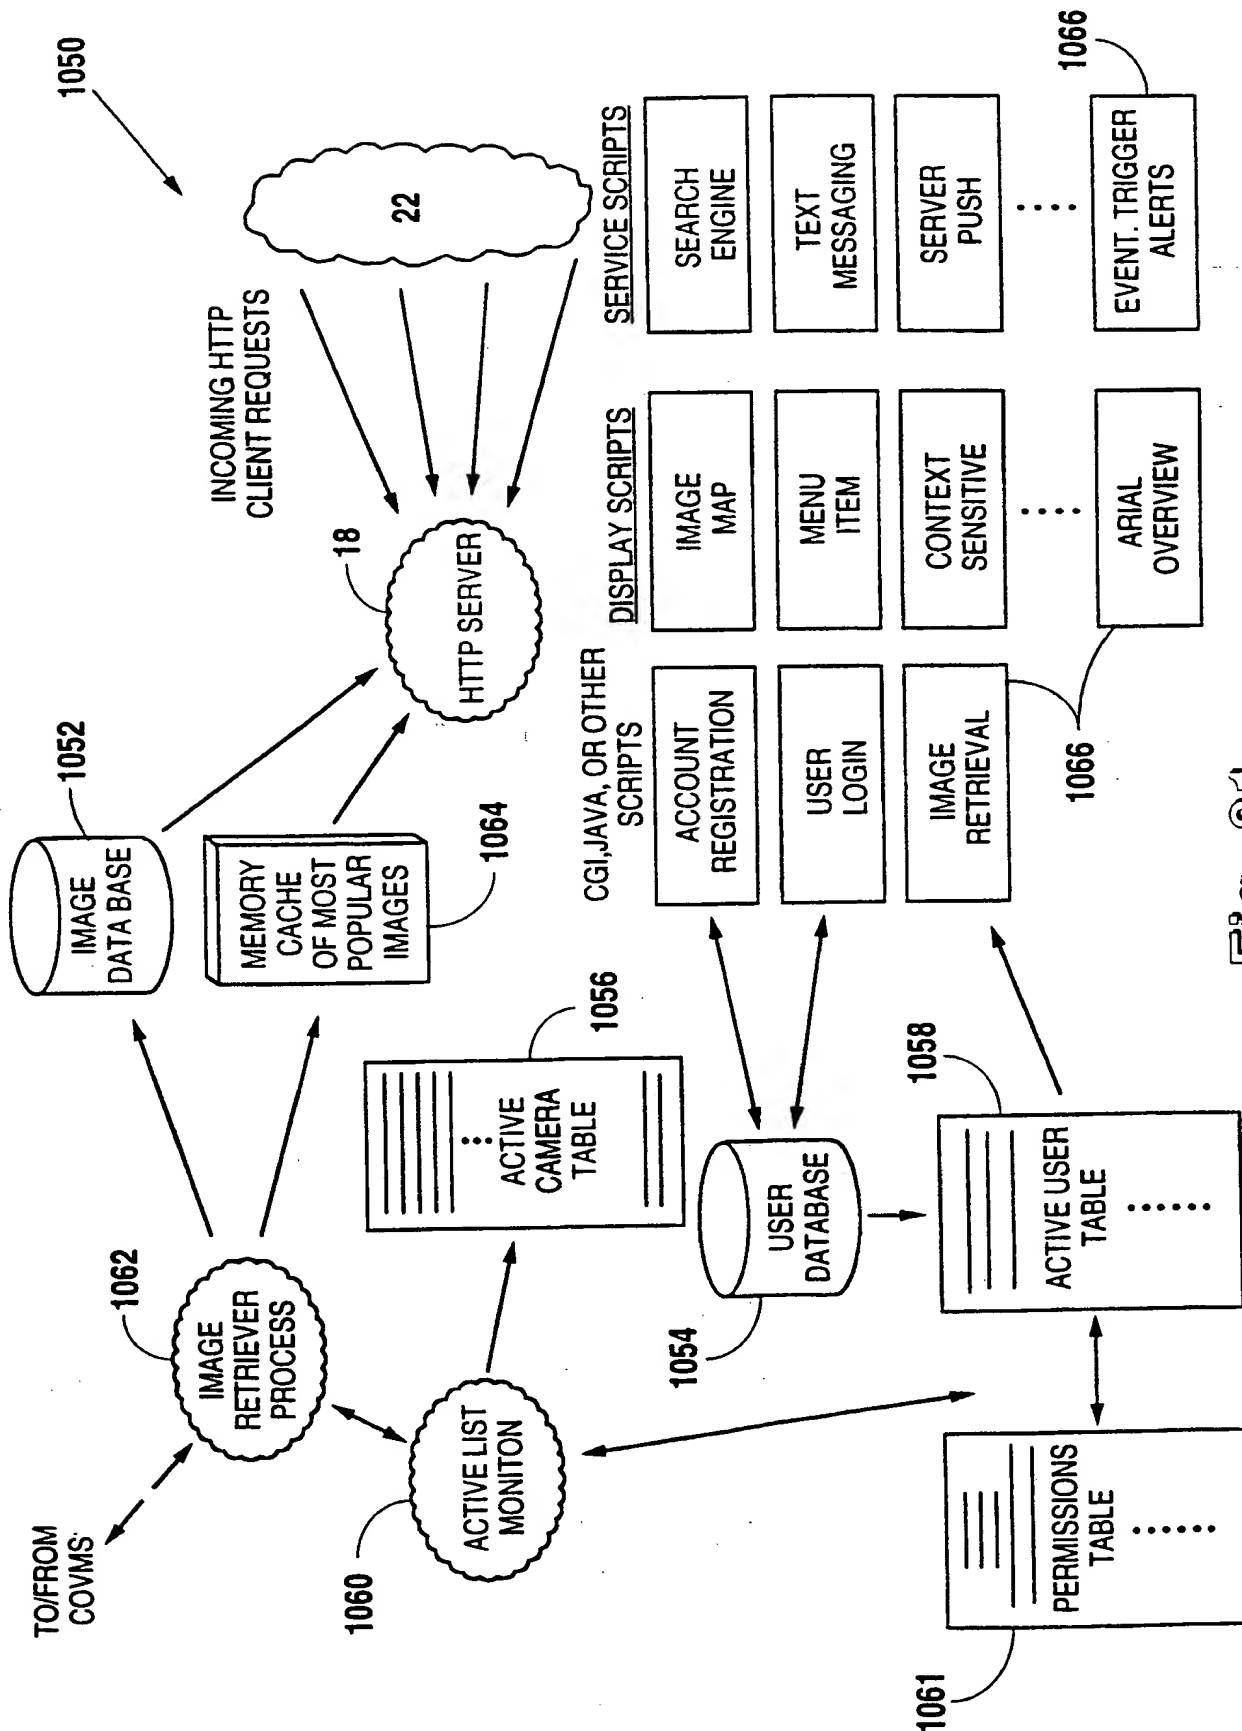 1050
TO/FROM
COVMS
1062
IMAGE
RETRIEVER
PROCESS
IMAGE
DATA BASE
1052
INCOMING HTTP
CLIENT REQUESTS
22
MEMORY
CACHE
OF MOST
POPULAR
IMAGES
1064
18
HTTP SERVER
1060
ACTIVE LIST
MONITON
1056
ACTIVE
CAMERA
TABLE
CGI,JAVA, OR OTHER
SCRIPTS
DISPLAY SCRIPTS
SERVICE SCRIPTS
ACCOUNT
REGISTRATION
IMAGE
MAP
SEARCH
ENGINE
1054
USER
DATABASE
USER
LOGIN
MENU
ITEM
TEXT
MESSAGING
IMAGE
RETRIEVAL
CONTEXT
SENSITIVE
SERVER
PUSH
1061
PERMISSIONS
TABLE
1058
ACTIVE USER
TABLE
1066
ARIAL
OVERVIEW
EVENT. TRIGGER
ALERTS
1066